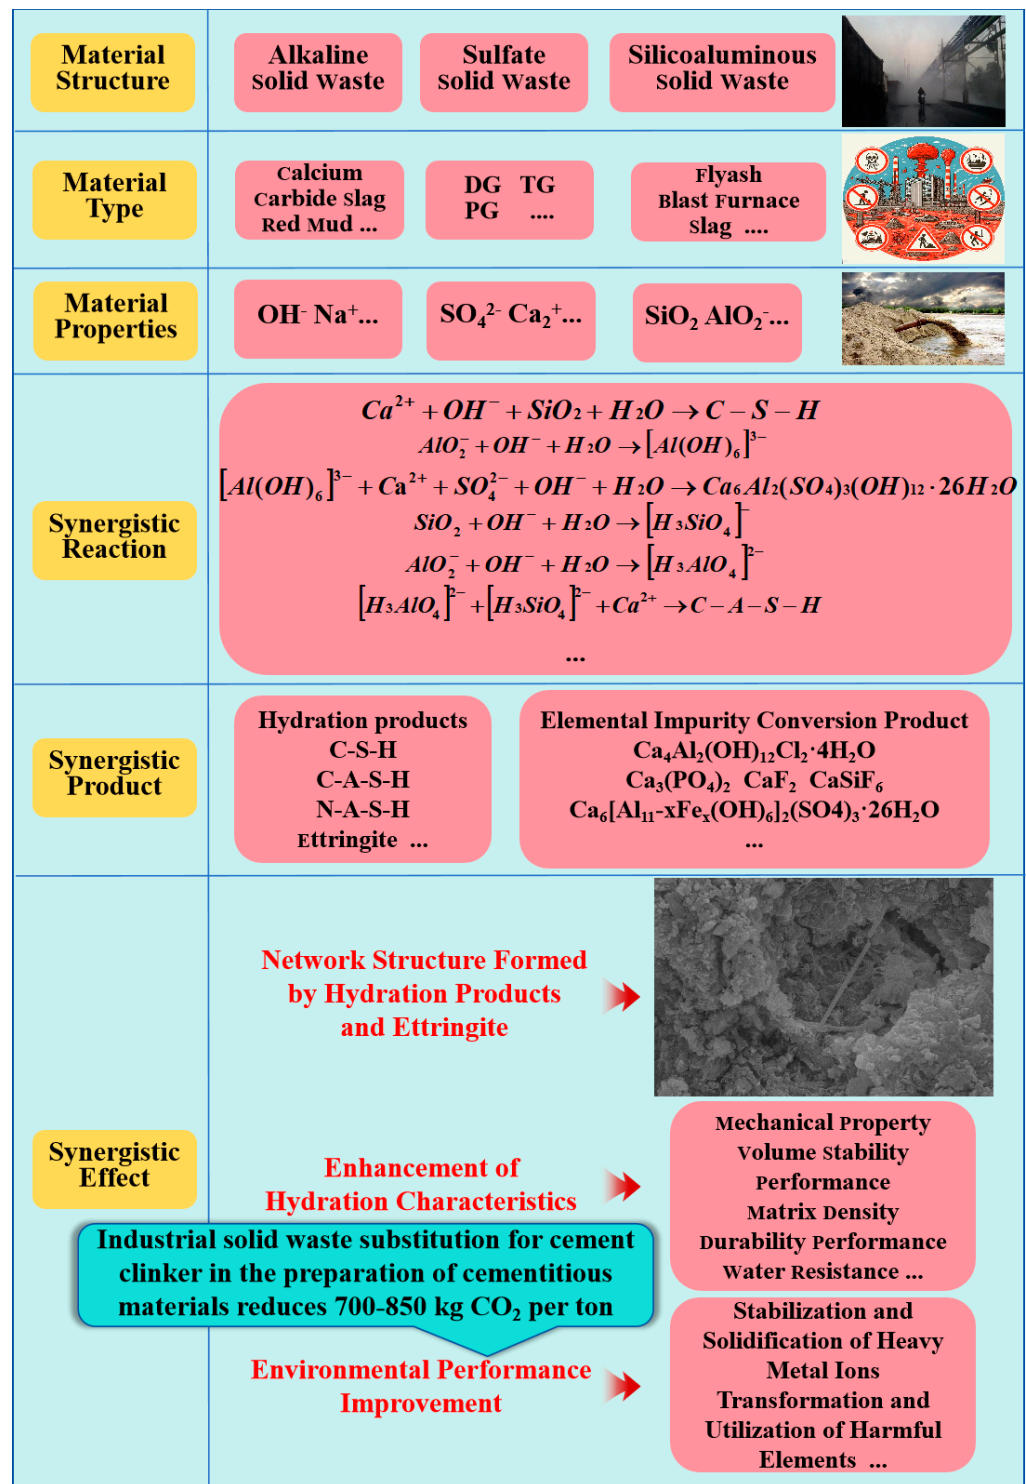 Material
Structure
Alkaline
Solid Waste
Sulfate
Solid Waste
Silicoaluminous
Solid Waste
Material
Type
Calcium
Carbide Slag
Red Mud ...
DG TG
PG ....
Flyash
Blast Furnace
Slag ....
Material
Properties
OH⁻ Na⁺...
SO₄²⁻ Ca₂⁺...
SiO₂ AlO₂⁻...
Synergistic
Reaction
Ca²⁺ + OH⁻ + SiO₂ + H₂O → C − S − H
AlO₂⁻ + OH⁻ + H₂O → [Al(OH)₆]³⁻
[Al(OH)₆]³⁻ + Ca²⁺ + SO₄²⁻ + OH⁻ + H₂O → Ca₆Al₂(SO₄)₃(OH)₁₂·26H₂O
SiO₂ + OH⁻ + H₂O → [H₃SiO₄]⁻
AlO₂⁻ + OH⁻ + H₂O → [H₃AlO₄]²⁻
[H₃AlO₄]²⁻ + [H₃SiO₄]²⁻ + Ca²⁺ → C − A − S − H
...
Synergistic
Product
Hydration products
C-S-H
C-A-S-H
N-A-S-H
Ettringite ...
Elemental Impurity Conversion Product
Ca₄Al₂(OH)₁₂Cl₂·4H₂O
Ca₃(PO₄)₂ CaF₂ CaSiF₆
Ca₆[Al₁₁-xFeₓ(OH)₆]₂(SO4)₃·26H₂O
...
Synergistic
Effect
Network Structure Formed
by Hydration Products
and Ettringite
Enhancement of
Hydration Characteristics
Mechanical Property
Volume Stability
Performance
Matrix Density
Durability Performance
Water Resistance ...
Industrial solid waste substitution for cement
clinker in the preparation of cementitious
materials reduces 700-850 kg CO₂ per ton
Environmental Performance
Improvement
Stabilization and
Solidification of Heavy
Metal Ions
Transformation and
Utilization of Harmful
Elements ...